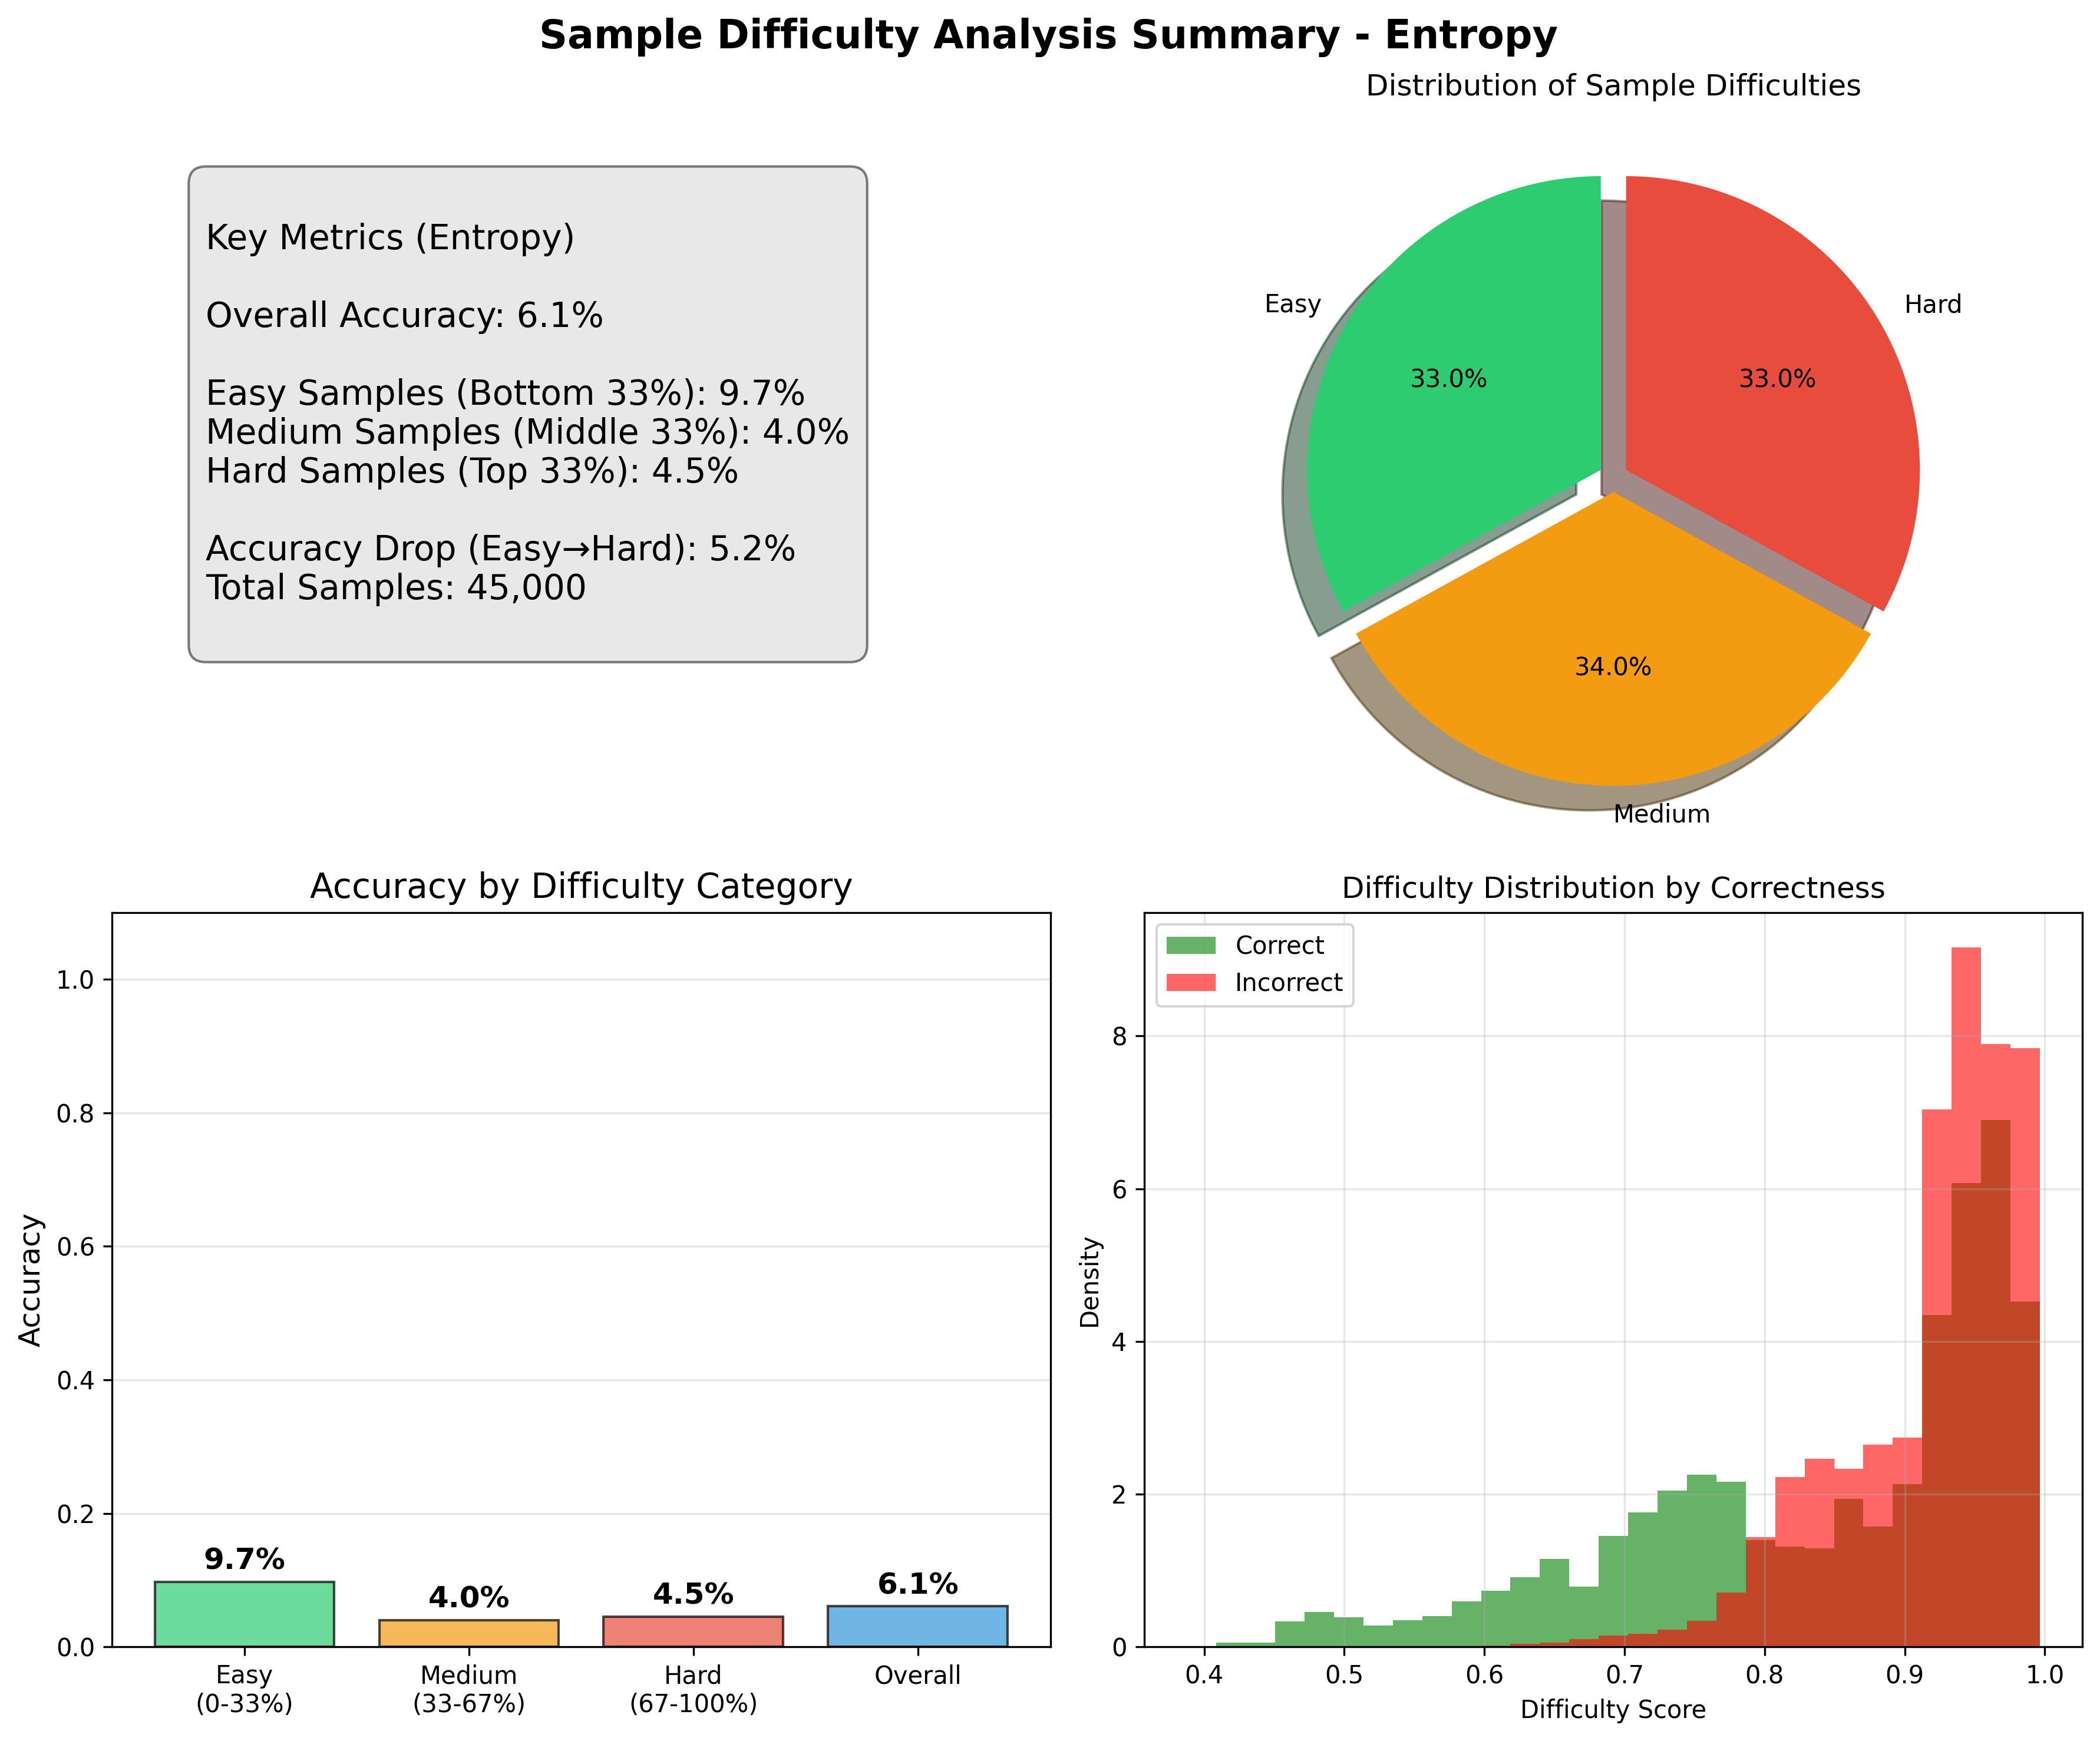 Sample Difficulty Analysis Summary - Entropy
Key Metrics (Entropy)
Overall Accuracy: 6.1%
Easy Samples (Bottom 33%): 9.7%
Medium Samples (Middle 33%): 4.0%
Hard Samples (Top 33%): 4.5%
Accuracy Drop (Easy→Hard): 5.2%
Total Samples: 45,000
Distribution of Sample Difficulties
Easy
Hard
33.0%
33.0%
34.0%
Medium
Accuracy by Difficulty Category
Accuracy
1.0
0.8
0.6
0.4
0.2
0.0
9.7%
4.0%
4.5%
6.1%
Easy
(0-33%)
Medium
(33-67%)
Hard
(67-100%)
Overall
Difficulty Distribution by Correctness
Correct
Incorrect
Density
8
6
4
2
0
0.4
0.5
0.6
0.7
0.8
0.9
1.0
Difficulty Score